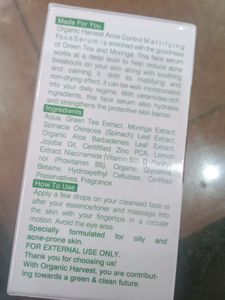 Made For You
Organic Harvest Acne Control Mattifying
Face Serum is enriched with the goodness
of Green Tea and Moringa. This face serum
works at a deep level to help reduce acne
breakouts on your skin along with soothing
and calming it. With its mattifying and
non-drying effect, it can be well-incorporated
into your daily regime. With ceramides-rich
ingredients, this face serum also hydrates
and strengthens the protective skin barrier.
Ingredients
Aqua, Green Tea Extract, Moringa Extract,
Spinacia Oleracea (Spinach) Leaf Extract,
Organic Aloe Barbadensis Leaf Extract,
Jojoba Oil, Certified Zinc PCA, Lemon
Extract, Niacinamide (Vitamin B3), D-Panthenol
(Provitamin B5), Organic Glycerine,
Betaine, Hydroxyethyl Cellulose, Certified
Preservatives, Fragrance.
How To Use
Apply a few drops on your cleansed face or
after your essence/toner and massage into
the skin with your fingertips in a circular
motion. Avoid the eye area.
Specially formulated for oily and
acne-prone skin.
FOR EXTERNAL USE ONLY.
Thank you for choosing us!
With Organic Harvest, you are contribut-
ing towards a green & clean future.